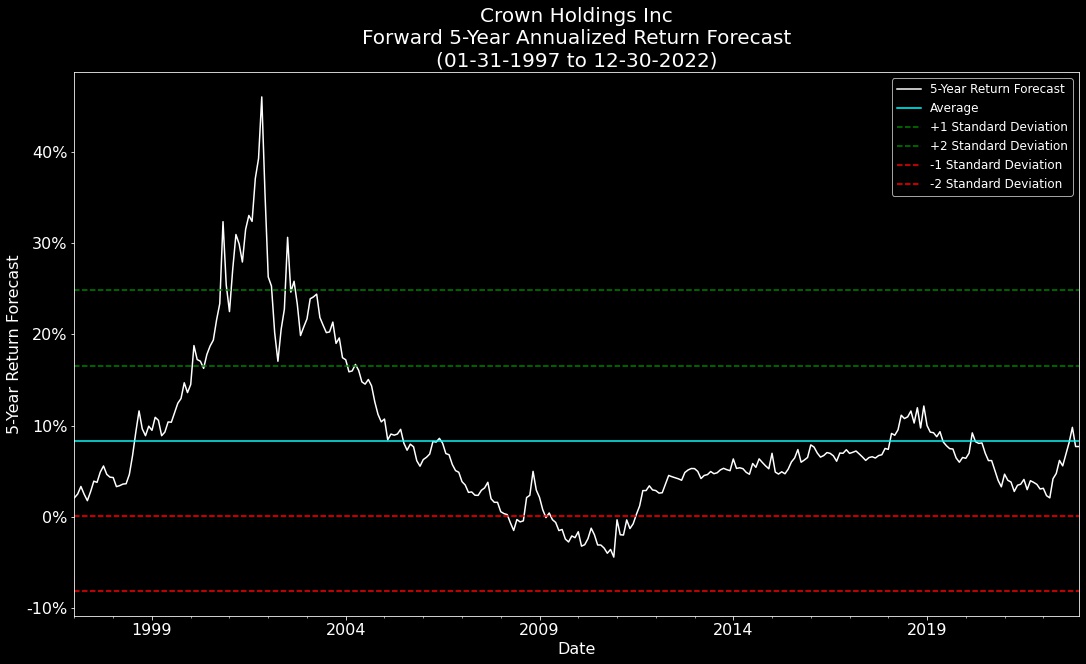 Crown Holdings Inc
Forward 5-Year Annualized Return Forecast
(01-31-1997 to 12-30-2022)
5-Year Return Forecast
Average
+1 Standard Deviation
+2 Standard Deviation
-1 Standard Deviation
-2 Standard Deviation
5-Year Return Forecast
40%
30%
20%
10%
0%
-10%
1999
2004
2009
2014
2019
Date